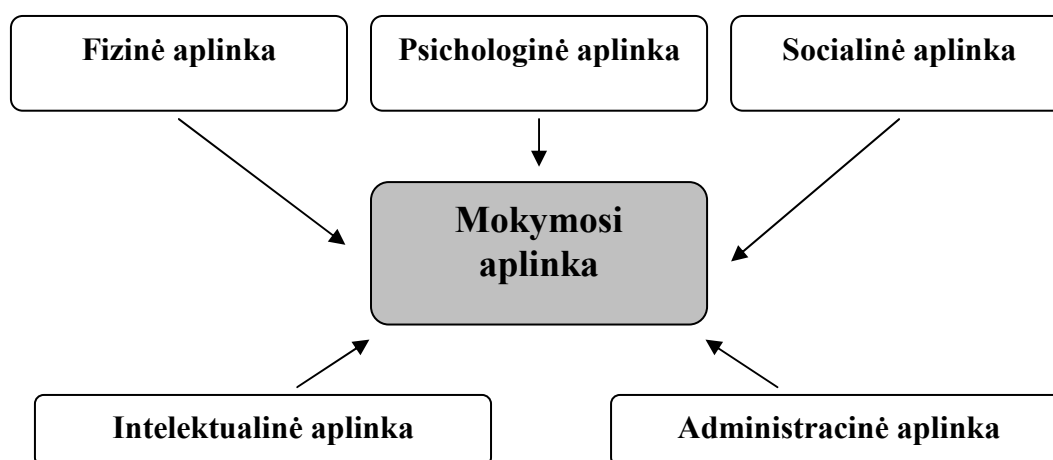 Fizinė aplinka
Psichologinė aplinka
Socialinė aplinka
Mokymosi
aplinka
Intelektualinė aplinka
Administracinė aplinka